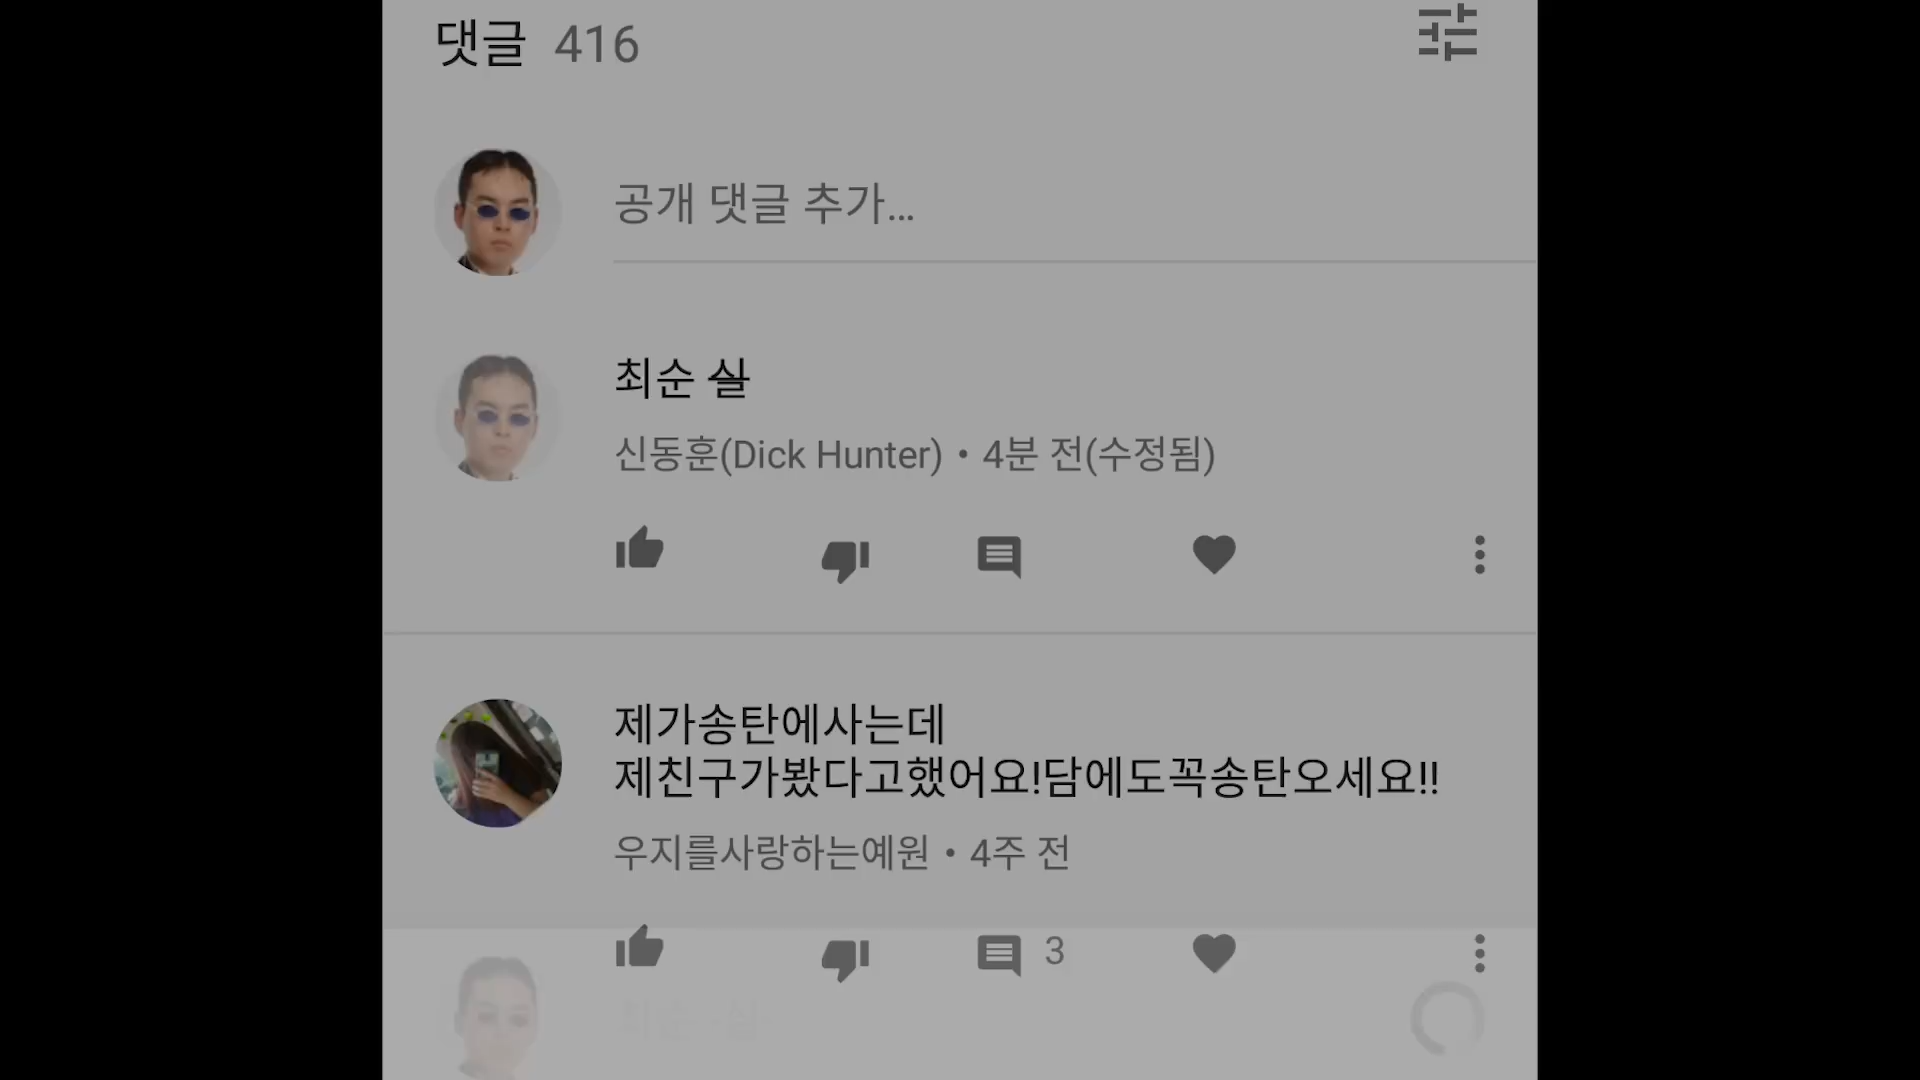 댓글 416
공개 댓글 추가...
최순 실
신동훈(Dick Hunter) • 4분 전(수정됨)
제가송탄에사는데
제친구가봤다고했어요!담에도꼭송탄오세요!!
우지를사랑하는예원 • 4주 전
3